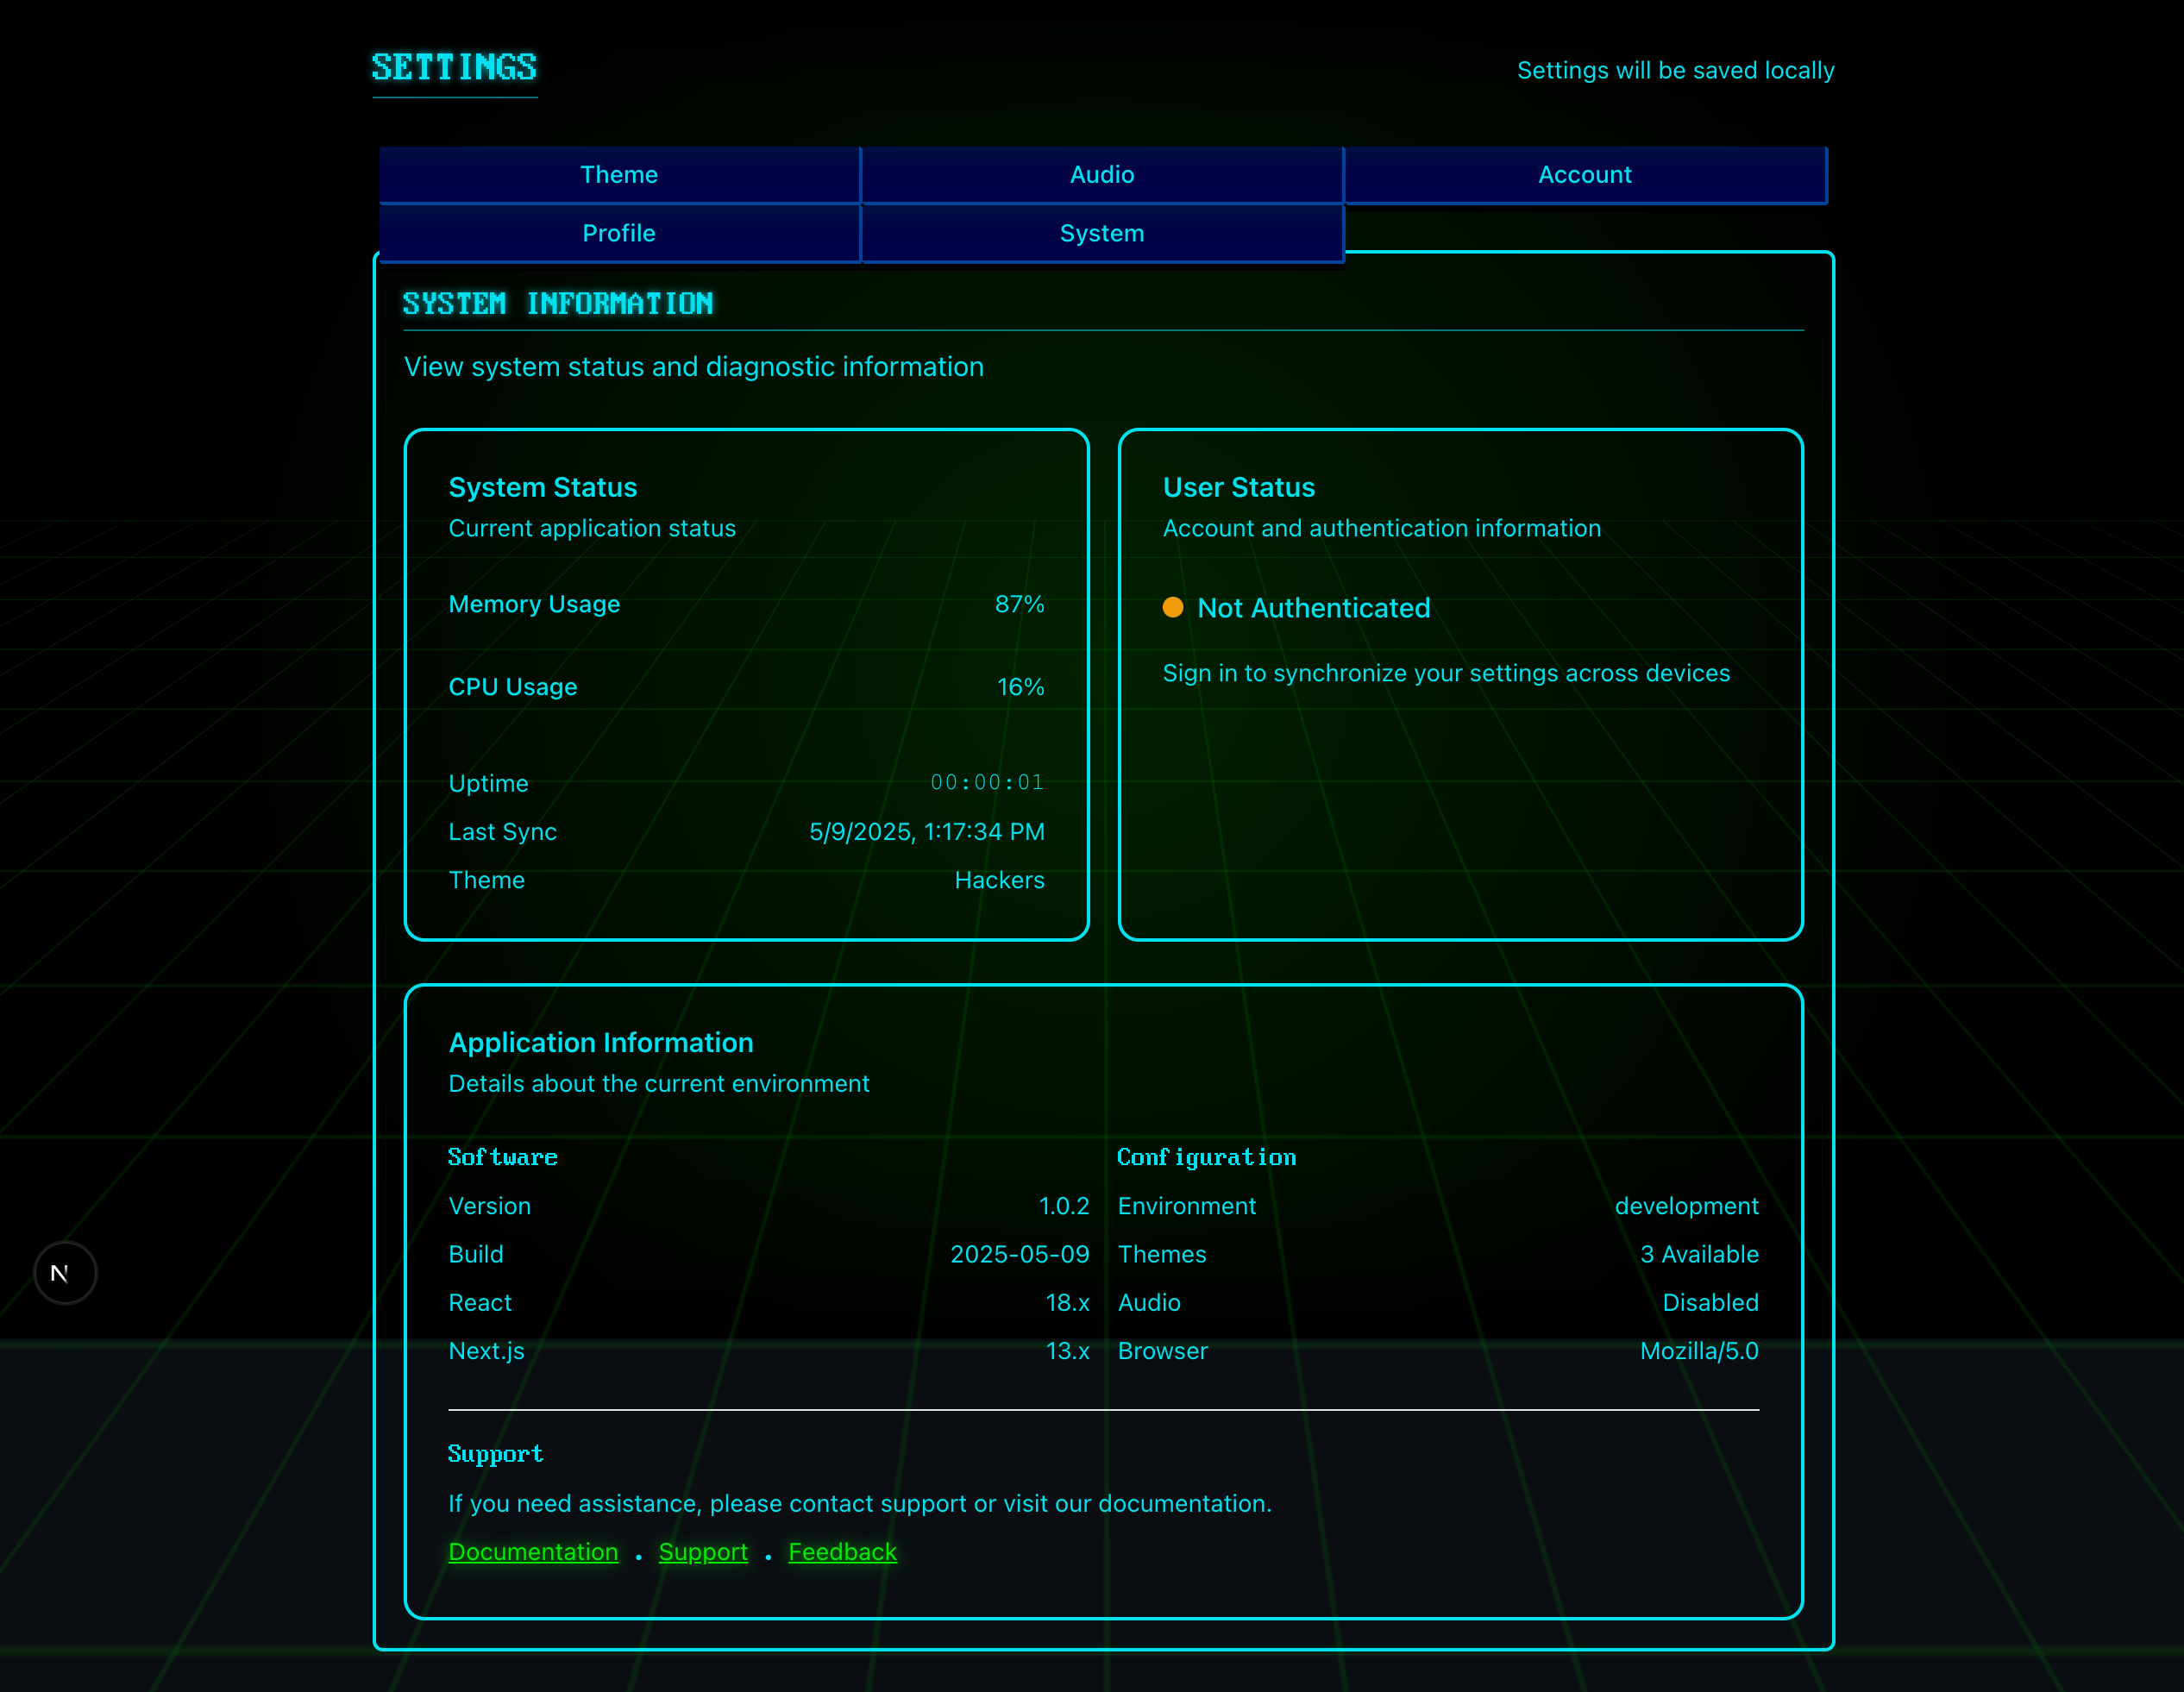 SETTINGS
Settings will be saved locally
Theme Audio Account
Profile System
SYSTEM INFORMATION
View system status and diagnostic information
System Status
Current application status
Memory Usage 87%
CPU Usage 16%
Uptime 00:00:01
Last Sync 5/9/2025, 1:17:34 PM
Theme Hackers
User Status
Account and authentication information
Not Authenticated
Sign in to synchronize your settings across devices
Application Information
Details about the current environment
Software
Version 1.0.2
Build 2025-05-09
React 18.x
Next.js 13.x
Configuration
Environment development
Themes 3 Available
Audio Disabled
Browser Mozilla/5.0
Support
If you need assistance, please contact support or visit our documentation.
Documentation • Support • Feedback
N